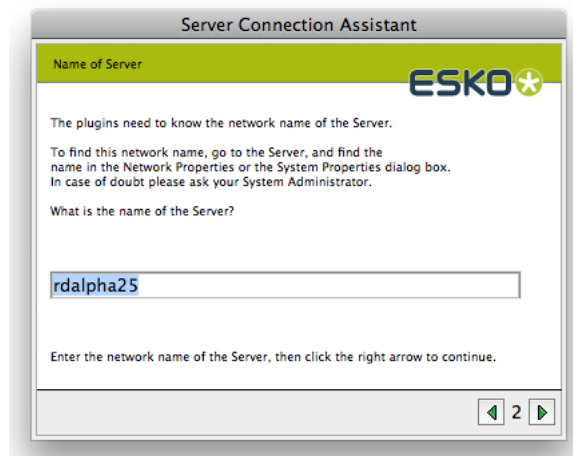 Server Connection Assistant
Name of Server
ESKO
The plugins need to know the network name of the Server.
To find this network name, go to the Server, and find the
name in the Network Properties or the System Properties dialog box.
In case of doubt please ask your System Administrator.
What is the name of the Server?
rdalpha25
Enter the network name of the Server, then click the right arrow to continue.
2